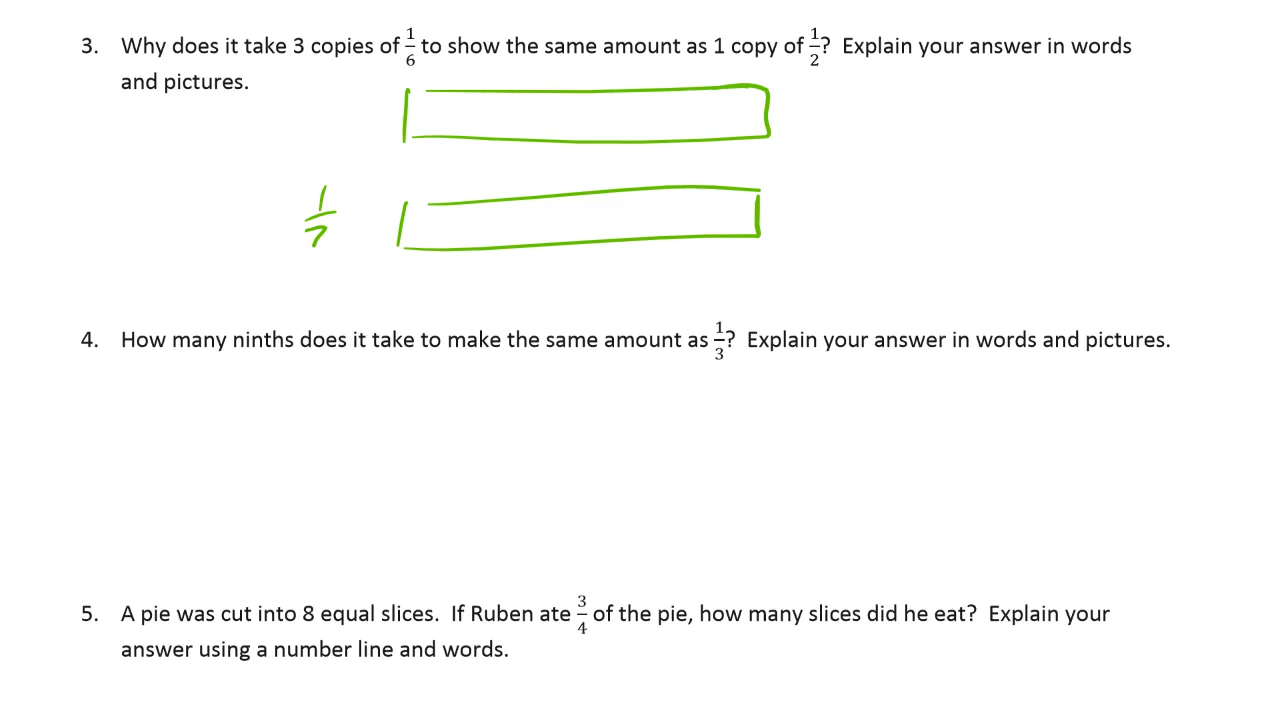 3. Why does it take 3 copies of 1/6 to show the same amount as 1 copy of 1/2? Explain your answer in words
and pictures.
4. How many ninths does it take to make the same amount as 1/3? Explain your answer in words and pictures.
5. A pie was cut into 8 equal slices. If Ruben ate 3/4 of the pie, how many slices did he eat? Explain your
answer using a number line and words.